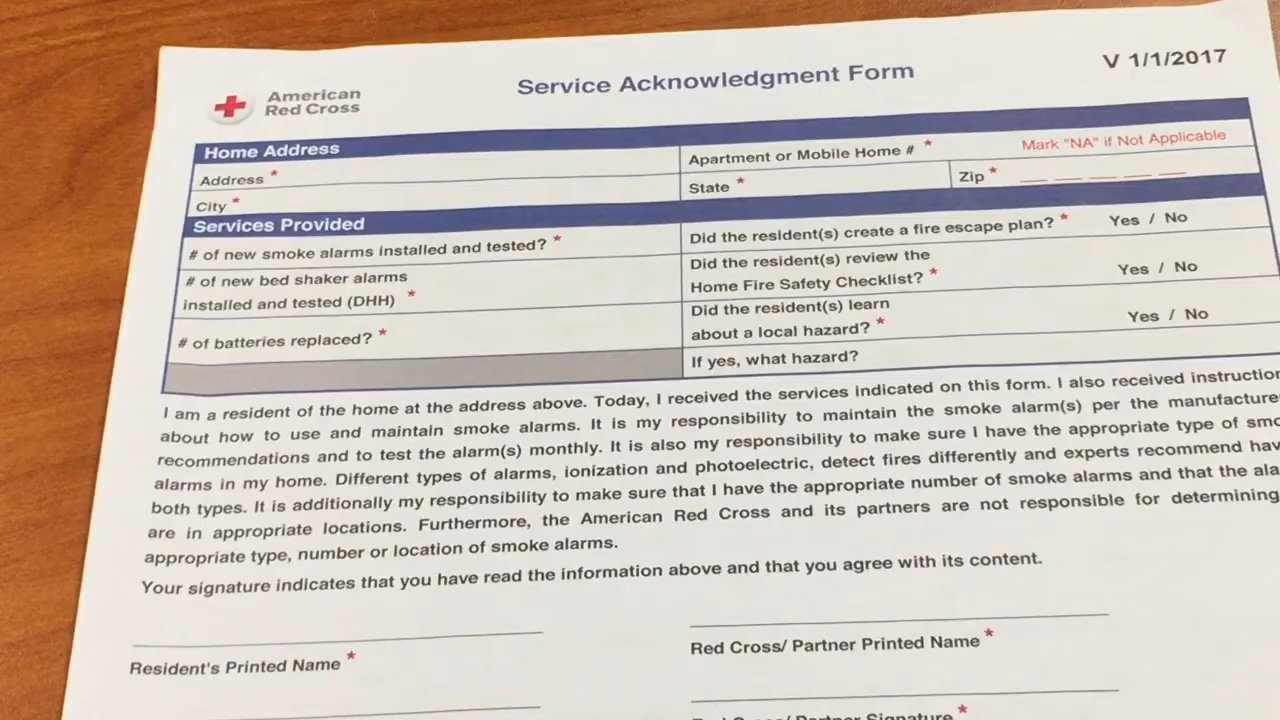 American
Red Cross
Service Acknowledgment Form
V 1/1/2017
Home Address
Address *
Apartment or Mobile Home # *
Mark "NA" if Not Applicable
City *
State *
Zip * __ __ __ __ __
Services Provided
# of new smoke alarms installed and tested? *
Did the resident(s) create a fire escape plan? * Yes / No
# of new bed shaker alarms
installed and tested (DHH) *
Did the resident(s) review the
Home Fire Safety Checklist? * Yes / No
# of batteries replaced? *
Did the resident(s) learn
about a local hazard? * Yes / No
If yes, what hazard?
I am a resident of the home at the address above. Today, I received the services indicated on this form. I also received instruction
about how to use and maintain smoke alarms. It is my responsibility to maintain the smoke alarm(s) per the manufacture
recommendations and to test the alarm(s) monthly. It is also my responsibility to make sure I have the appropriate type of smo
alarms in my home. Different types of alarms, ionization and photoelectric, detect fires differently and experts recommend hav
both types. It is additionally my responsibility to make sure that I have the appropriate number of smoke alarms and that the ala
are in appropriate locations. Furthermore, the American Red Cross and its partners are not responsible for determining
appropriate type, number or location of smoke alarms.
Your signature indicates that you have read the information above and that you agree with its content.
Resident's Printed Name *
Red Cross/ Partner Printed Name *
Red Cross/ Partner Signature *